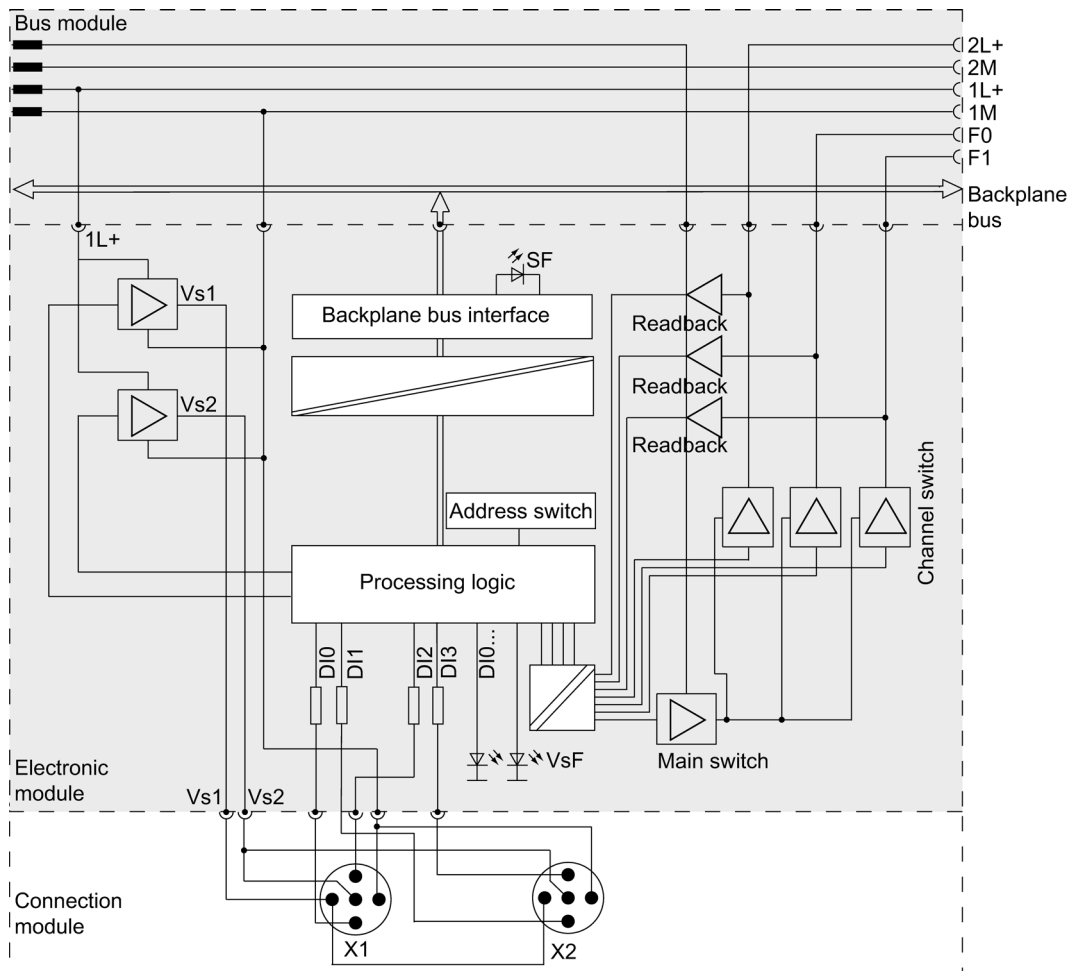 Bus module
2L+
2M
1L+
1M
F0
F1
Backplane
bus
1L+
SF
Vs1
Backplane bus interface
Readback
Readback
Vs2
Readback
Address switch
Channel switch
Processing logic
DI0
DI1
DI2
DI3
DI0...
VsF
Main switch
Electronic
module
Vs1
Vs2
Connection
module
X1
X2